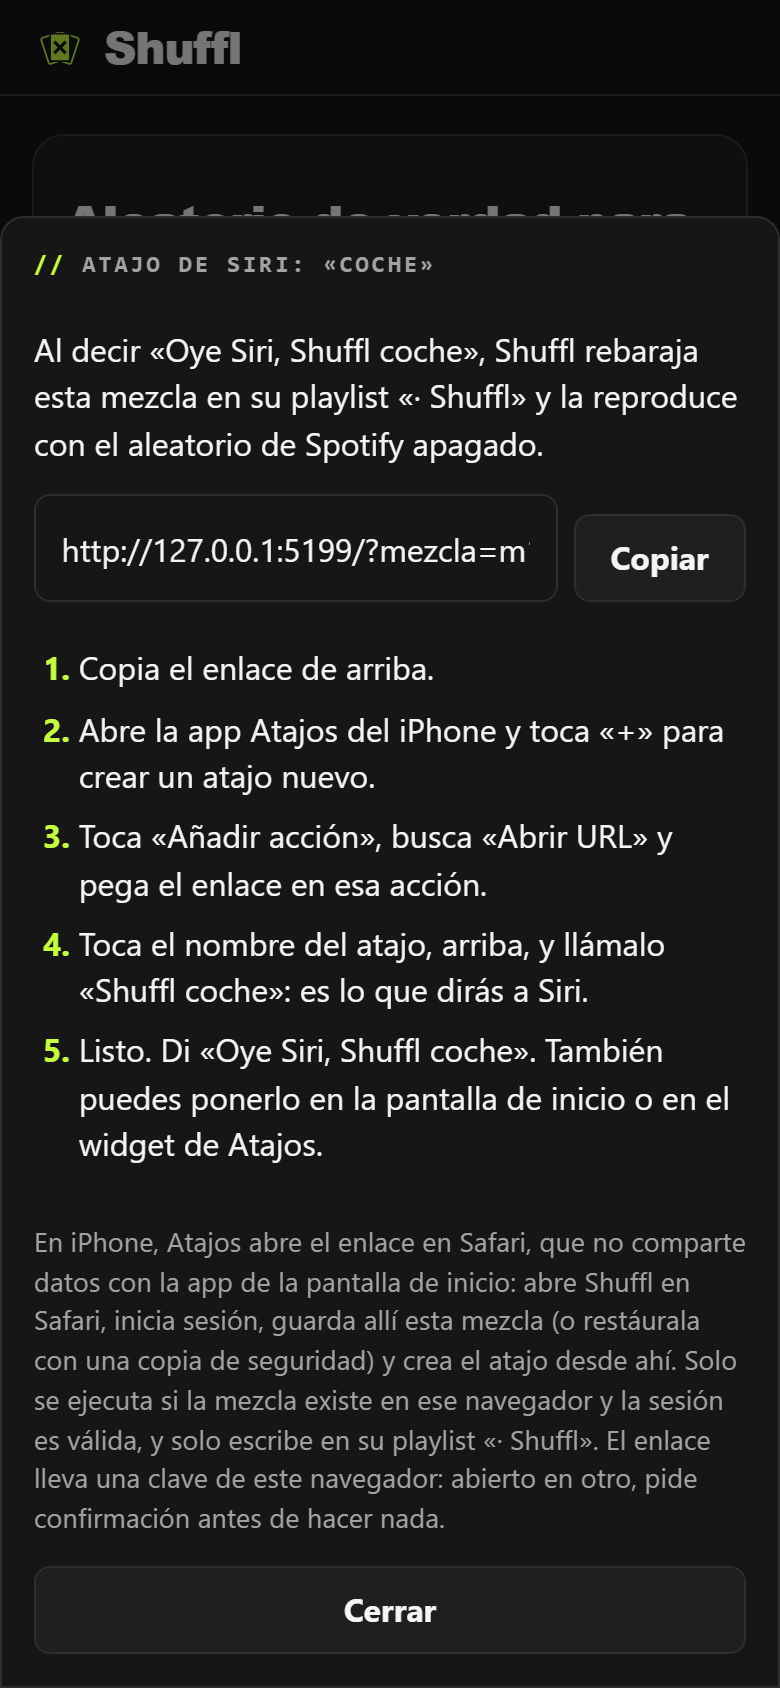 Shuffl
Aleatorio de verdad para
// ATAJO DE SIRI: «COCHE»
Al decir «Oye Siri, Shuffl coche», Shuffl rebaraja
esta mezcla en su playlist «· Shuffl» y la reproduce
con el aleatorio de Spotify apagado.
http://127.0.0.1:5199/?mezcla=m
Copiar
1. Copia el enlace de arriba.
2. Abre la app Atajos del iPhone y toca «+» para
crear un atajo nuevo.
3. Toca «Añadir acción», busca «Abrir URL» y
pega el enlace en esa acción.
4. Toca el nombre del atajo, arriba, y llámalo
«Shuffl coche»: es lo que dirás a Siri.
5. Listo. Di «Oye Siri, Shuffl coche». También
puedes ponerlo en la pantalla de inicio o en el
widget de Atajos.
En iPhone, Atajos abre el enlace en Safari, que no comparte
datos con la app de la pantalla de inicio: abre Shuffl en
Safari, inicia sesión, guarda allí esta mezcla (o restáurala
con una copia de seguridad) y crea el atajo desde ahí. Solo
se ejecuta si la mezcla existe en ese navegador y la sesión
es válida, y solo escribe en su playlist «· Shuffl». El enlace
lleva una clave de este navegador: abierto en otro, pide
confirmación antes de hacer nada.
Cerrar